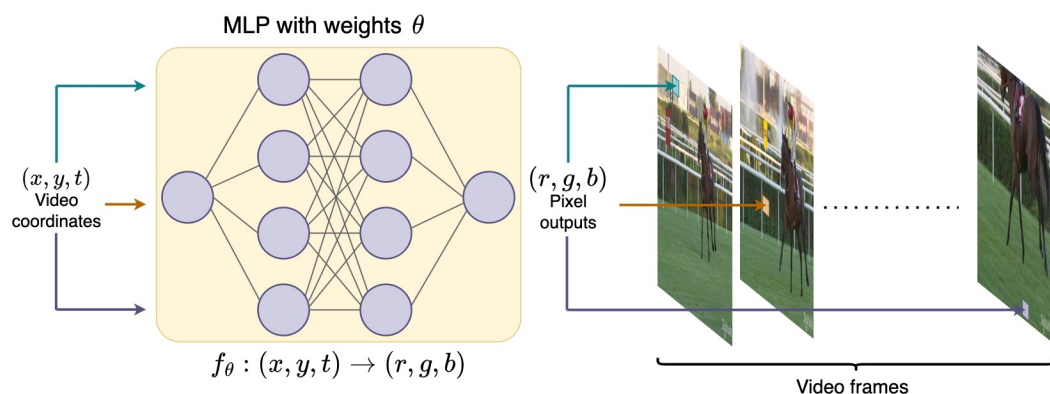 MLP with weights θ
(x, y, t)
Video
coordinates
f_θ : (x, y, t) → (r, g, b)
(r, g, b)
Pixel
outputs
Video frames